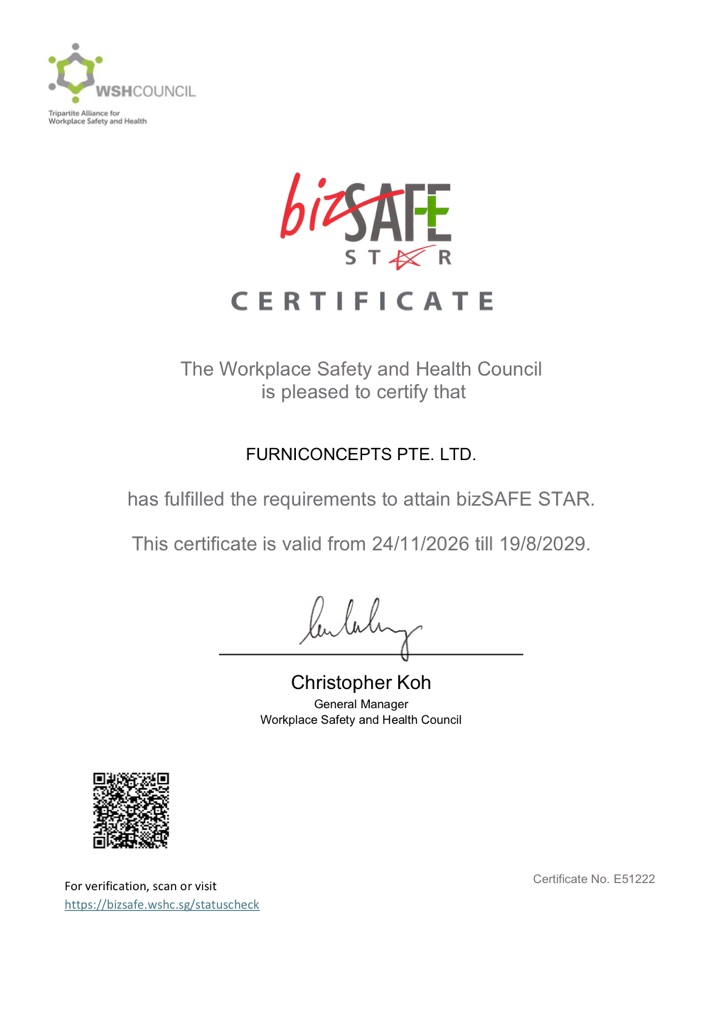 WSHCOUNCIL
Tripartite Alliance for
Workplace Safety and Health
bizSAFE
STAR
CERTIFICATE
The Workplace Safety and Health Council
is pleased to certify that
FURNICONCEPTS PTE. LTD.
has fulfilled the requirements to attain bizSAFE STAR.
This certificate is valid from 24/11/2026 till 19/8/2029.
Christopher Koh
General Manager
Workplace Safety and Health Council
Certificate No. E51222
For verification, scan or visit
https://bizsafe.wshc.sg/statuscheck